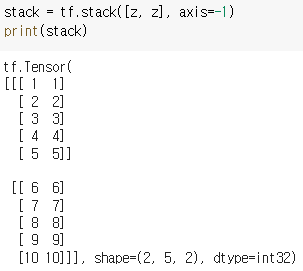 stack = tf.stack([z, z], axis=-1)
print(stack)
tf.Tensor(
[[[ 1  1]
  [ 2  2]
  [ 3  3]
  [ 4  4]
  [ 5  5]]

 [[ 6  6]
  [ 7  7]
  [ 8  8]
  [ 9  9]
  [10 10]]], shape=(2, 5, 2), dtype=int32)